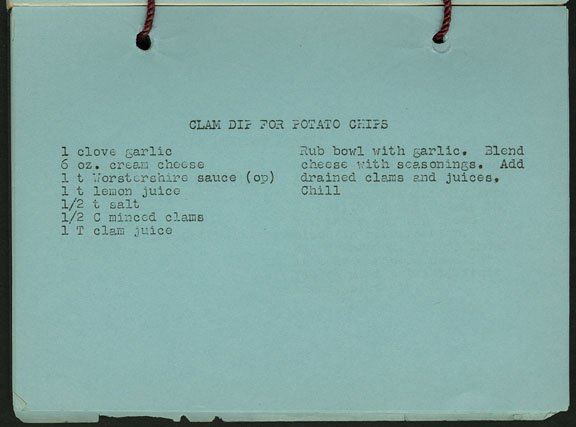 CLAM DIP FOR POTATO CHIPS
1 clove garlic
6 oz. cream cheese
1 t Worstershire sauce (op)
1 t lemon juice
1/2 t salt
1/2 C minced clams
1 T clam juice
Rub bowl with garlic. Blend
cheese with seasonings. Add
drained clams and juices.
Chill